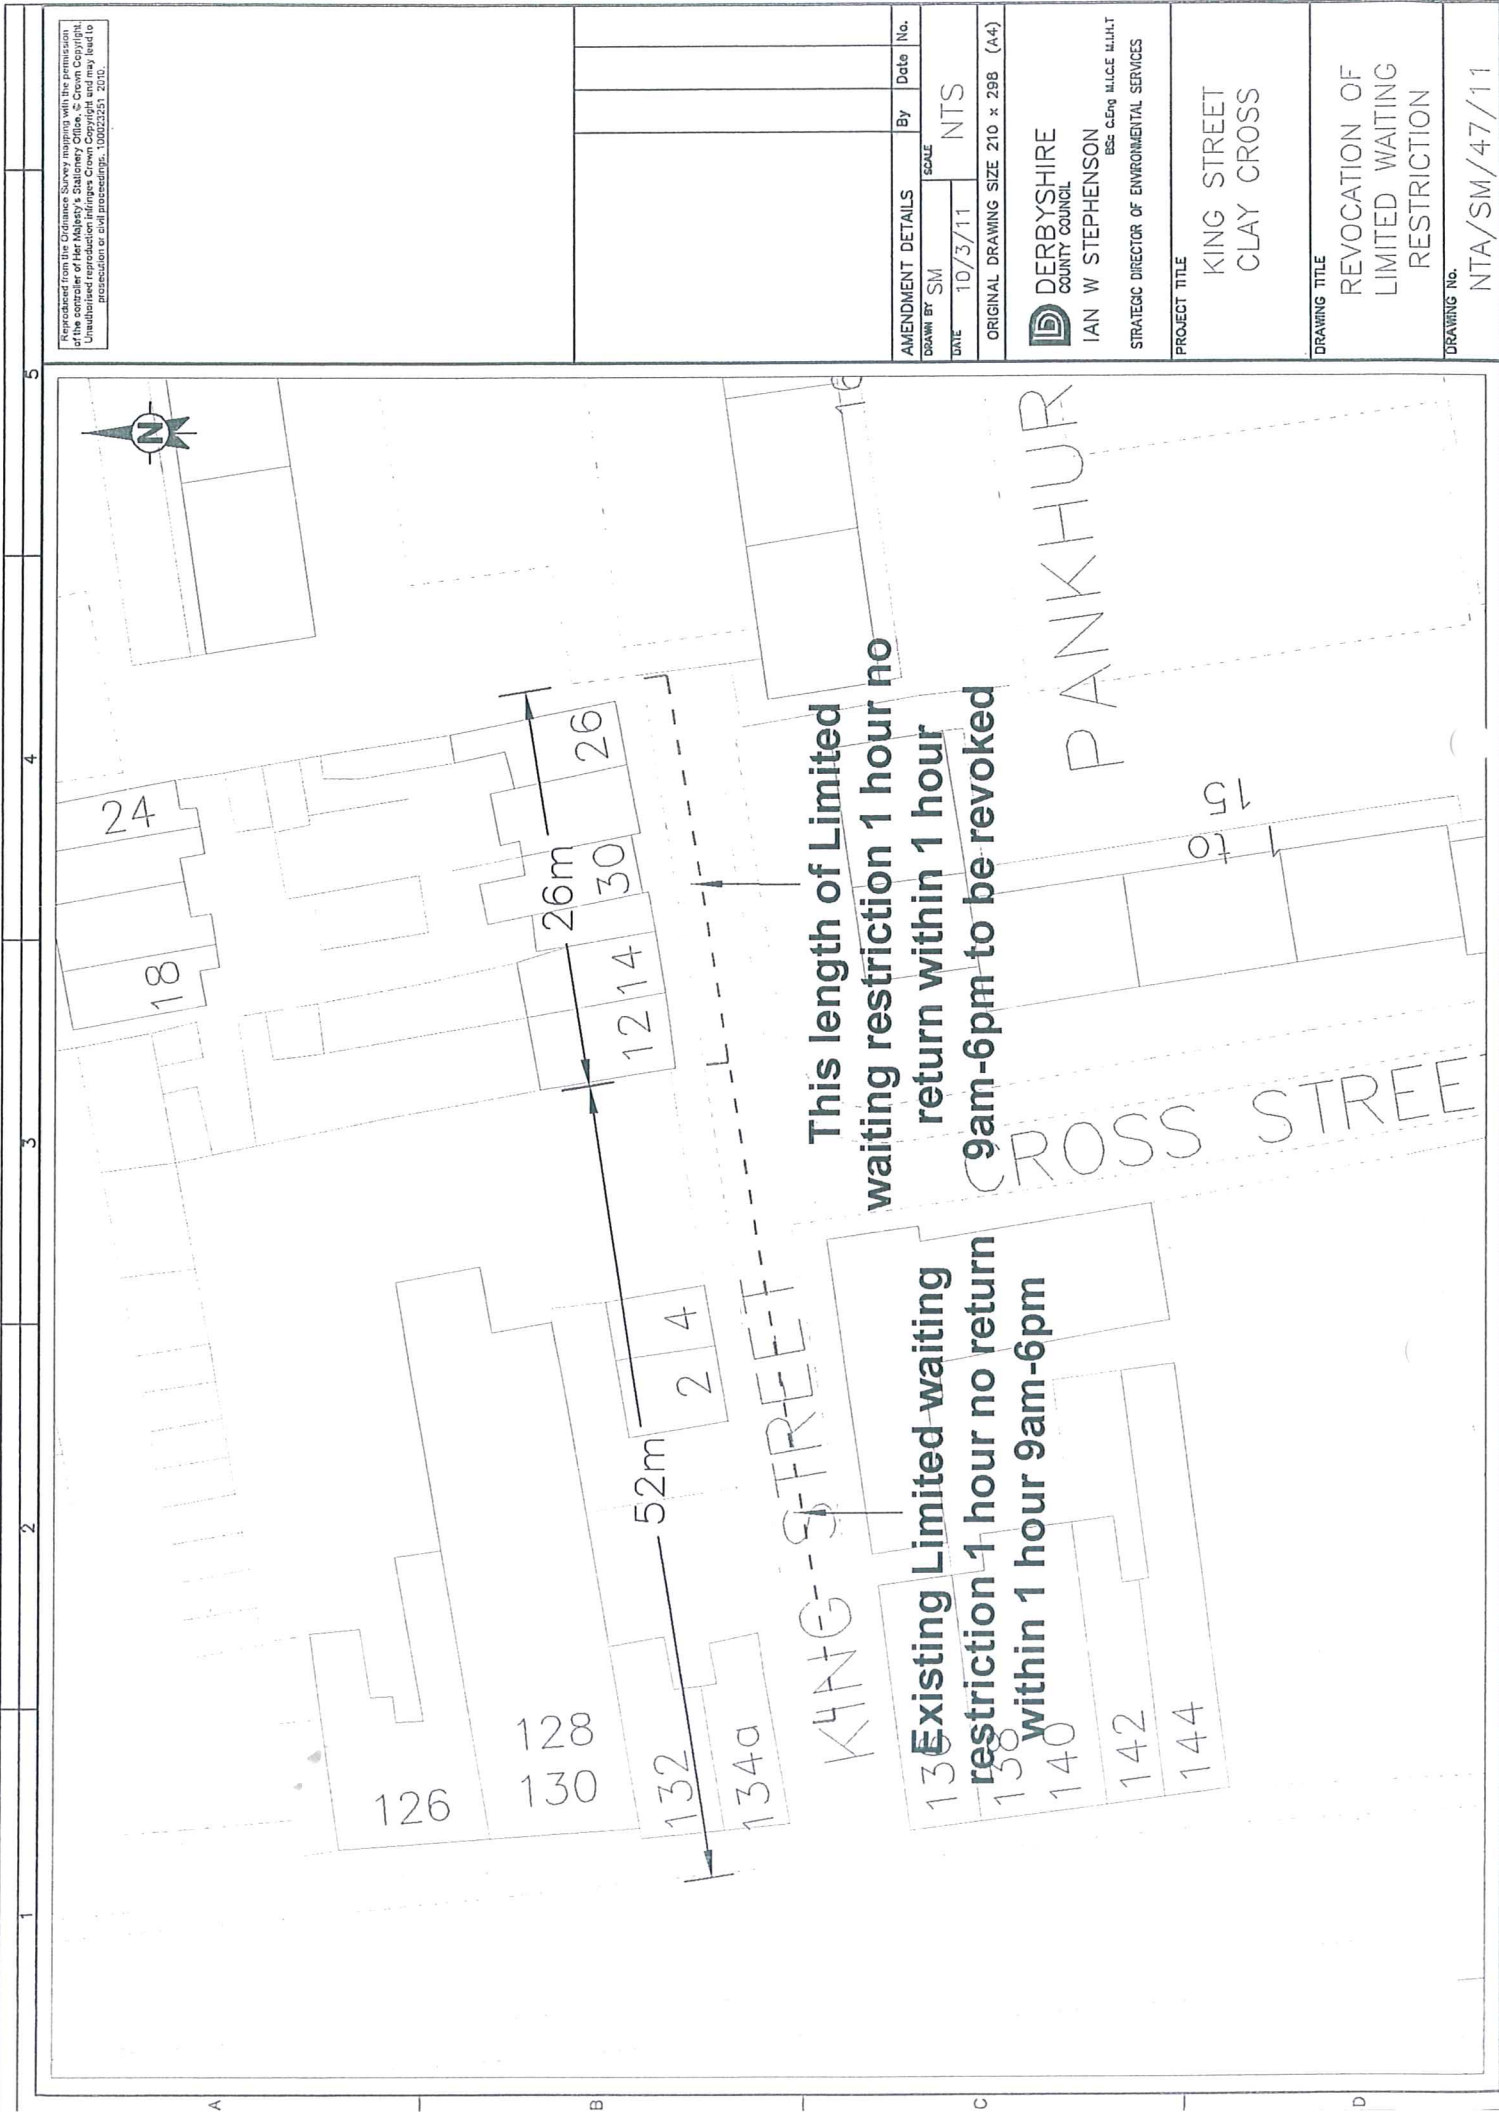 1
2
3
4
5
A
B
C
D
N
24
18
26m
26
30
14
12
52m
4
2
KING STREET
126
128
130
132
134a
138
140
142
144
16
PANKHUR
15
to
1
CROSS STREE
This length of Limited
waiting restriction 1 hour no
return within 1 hour
9am-6pm to be revoked
Existing Limited waiting
restriction 1 hour no return
within 1 hour 9am-6pm
Reproduced from the Ordnance Survey mapping with the permission
of the controller of Her Majesty's Stationery Office, © Crown Copyright.
Unauthorised reproduction infringes Crown Copyright and may lead to
prosecution or civil proceedings. 100023251 2010.
AMENDMENT DETAILS By Date No.
DRAWN BY SM
SCALE NTS
DATE 10/3/11
ORIGINAL DRAWING SIZE 210 x 298 (A4)
DERBYSHIRE
COUNTY COUNCIL
IAN W STEPHENSON
BSc C.Eng M.I.C.E M.I.H.T
STRATEGIC DIRECTOR OF ENVIRONMENTAL SERVICES
PROJECT TITLE
KING STREET
CLAY CROSS
DRAWING TITLE
REVOCATION OF
LIMITED WAITING
RESTRICTION
DRAWING No.
NTA/SM/47/11